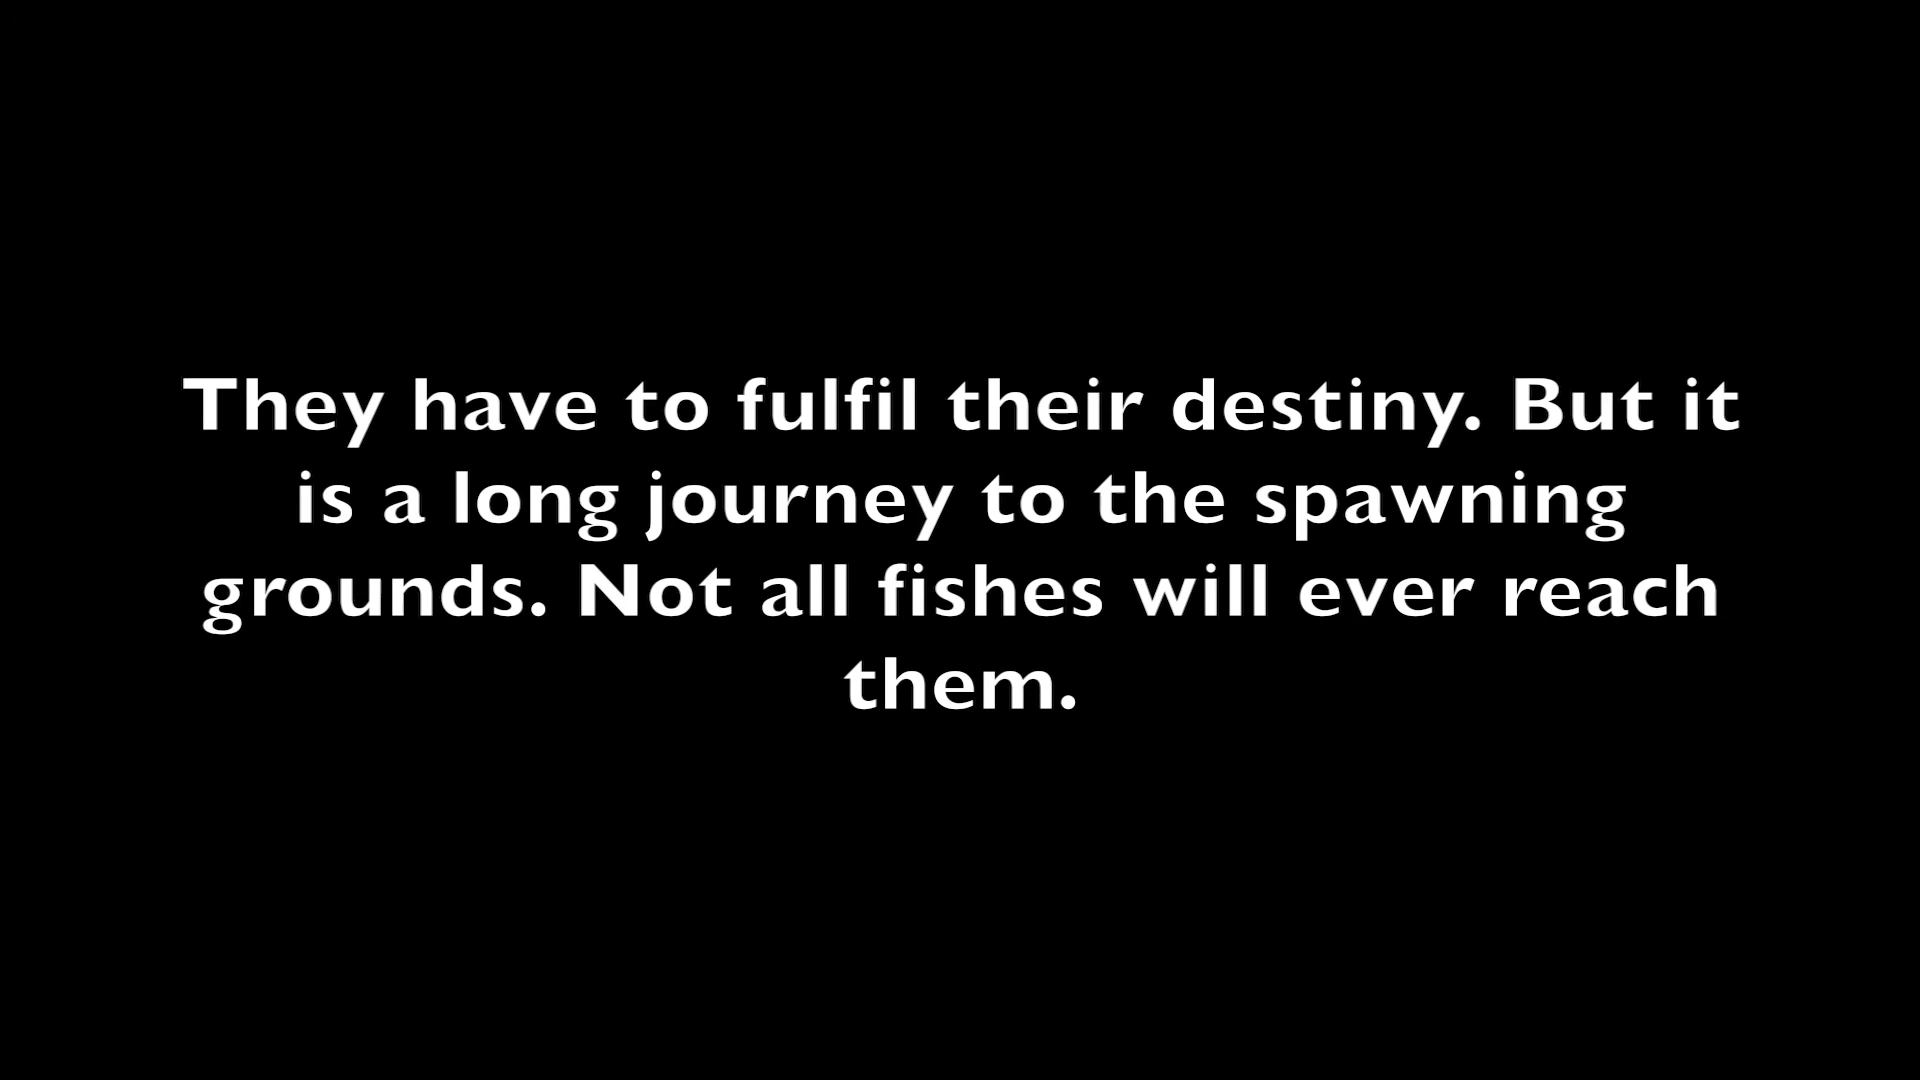 They have to fulfil their destiny. But it
is a long journey to the spawning
grounds. Not all fishes will ever reach
them.